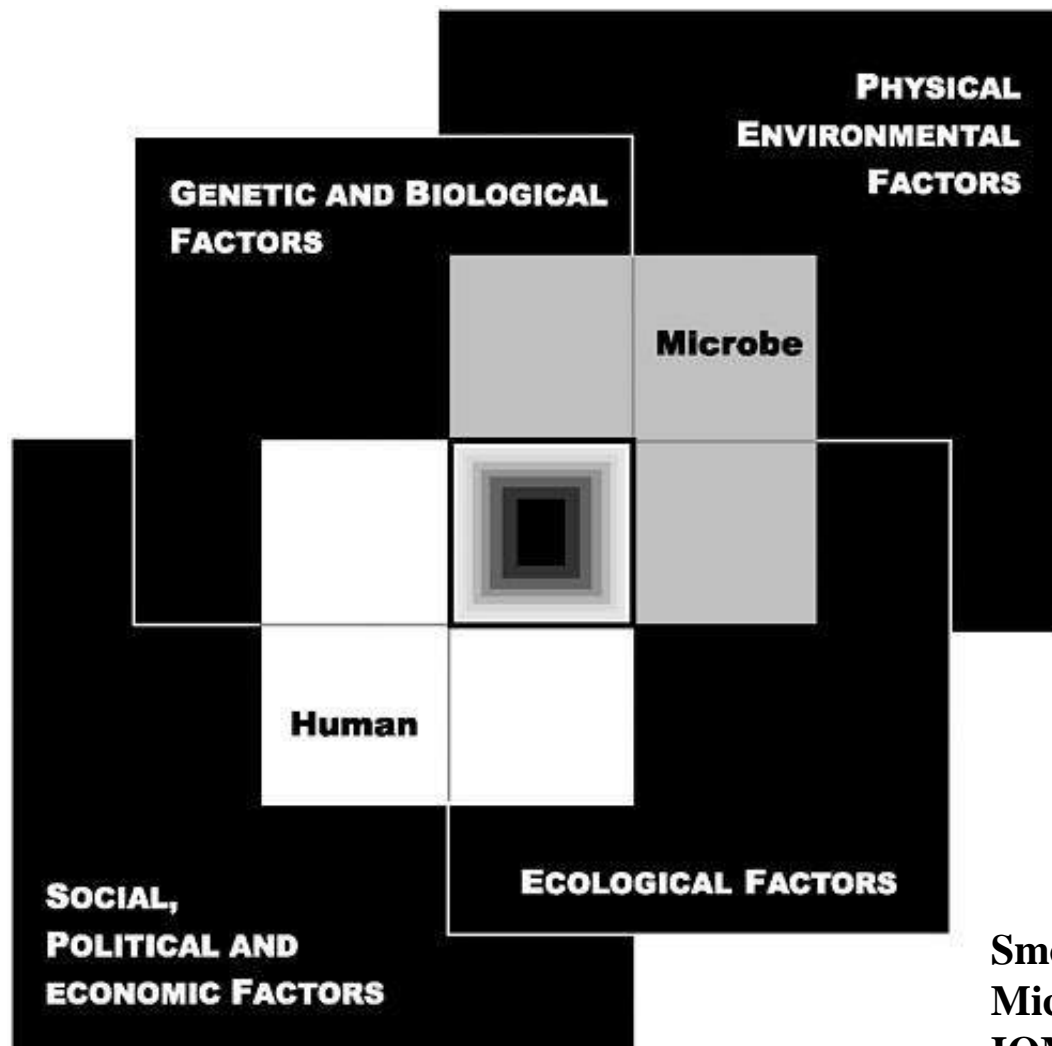 PHYSICAL
ENVIRONMENTAL
FACTORS
GENETIC AND BIOLOGICAL
FACTORS
Microbe
Human
ECOLOGICAL FACTORS
SOCIAL,
POLITICAL AND
ECONOMIC FACTORS